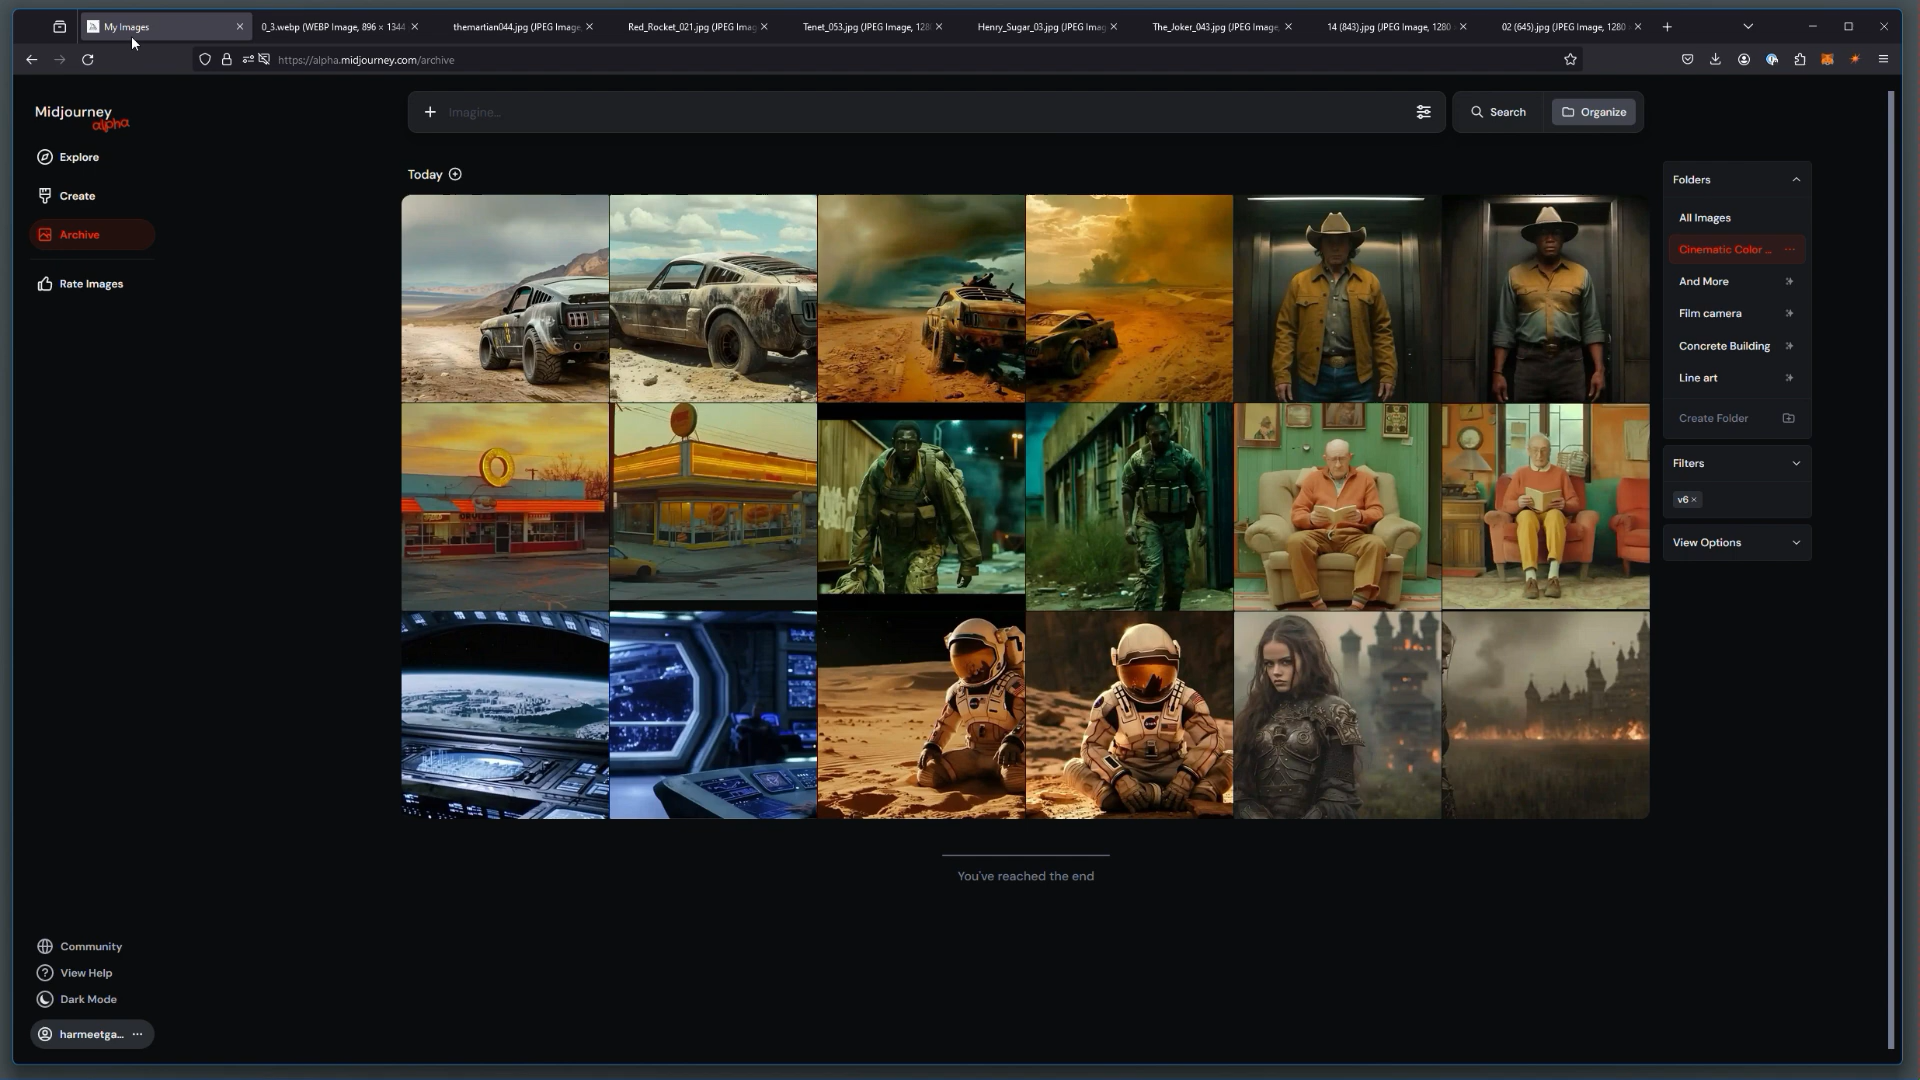 My Images
0_3.webp (WEBP Image, 896 × 1344
themartian044.jpg (JPEG Image,
Red_Rocket_021.jpg (JPEG Imag
Tenet_053.jpg (JPEG Image, 128
Henry_Sugar_03.jpg (JPEG Imag
The_Joker_043.jpg (JPEG Image,
14 (843).jpg (JPEG Image, 1280
02 (645).jpg (JPEG Image, 1280
https://alpha.midjourney.com/archive
Midjourney
alpha
Imagine...
Search
Organize
Explore
Create
Archive
Rate Images
Today
Folders
All Images
Cinematic Color ...
And More
Film camera
Concrete Building
Line art
Create Folder
Filters
v6
View Options
You've reached the end
Community
View Help
Dark Mode
harmeetga...